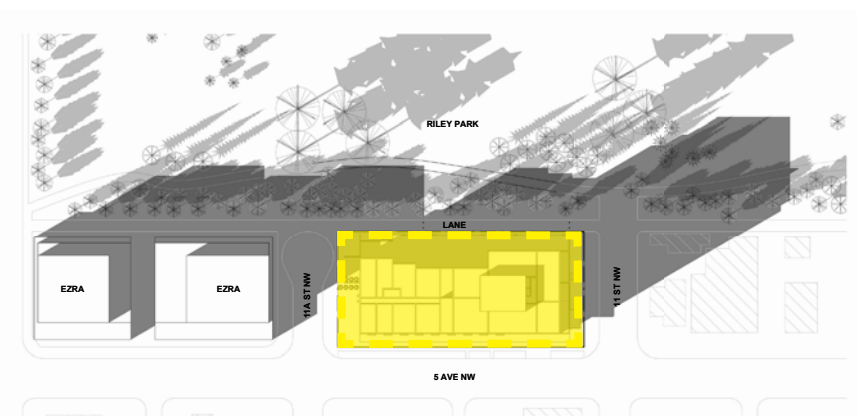 RILEY PARK
LANE
EZRA
EZRA
11A ST NW
11 ST NW
5 AVE NW